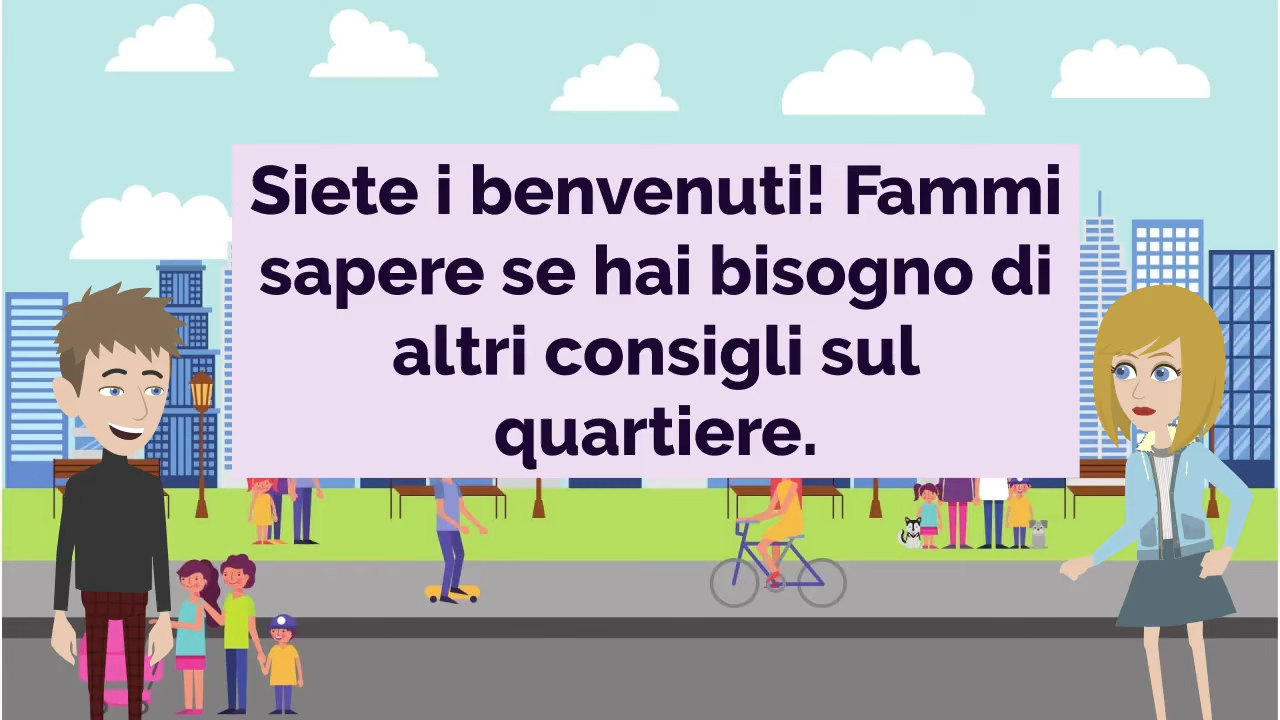 Siete i benvenuti! Fammi
sapere se hai bisogno di
altri consigli sul
quartiere.